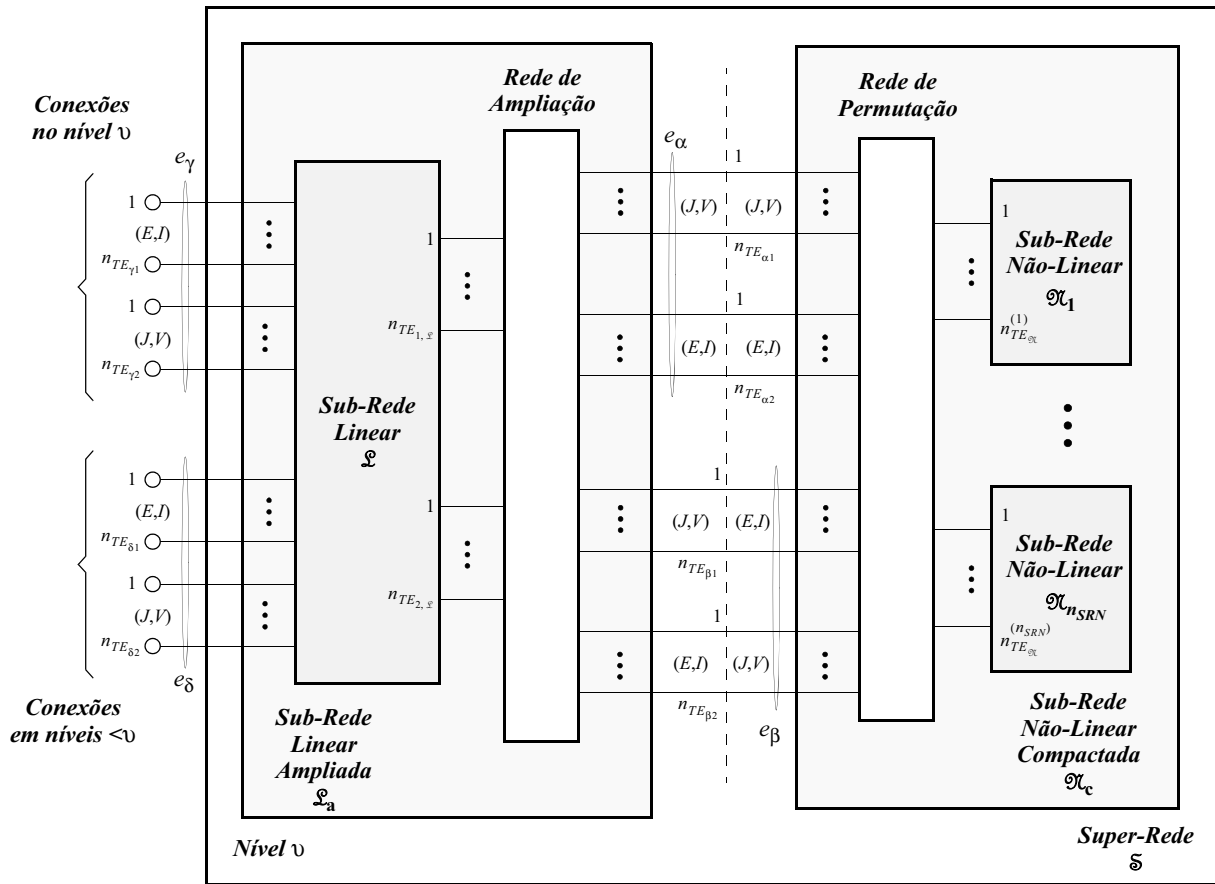 Conexões
no nível υ
e_γ
1
(E,I)
n_TE_γ1
1
(J,V)
n_TE_γ2
1
(E,I)
n_TE_δ1
1
(J,V)
n_TE_δ2
e_δ
Conexões
em níveis <υ
Sub-Rede
Linear
𝔏
1
n_TE_1,𝔏
1
n_TE_2,𝔏
Rede de
Ampliação
Sub-Rede
Linear
Ampliada
𝔏_a
Nível υ
e_α
1
(J,V) (J,V)
n_TE_α1
1
(E,I) (E,I)
n_TE_α2
1
(J,V) (E,I)
n_TE_β1
1
(E,I) (J,V)
n_TE_β2
e_β
Rede de
Permutação
1
Sub-Rede
Não-Linear
𝔑_1
n_TE_𝔑^(1)
1
Sub-Rede
Não-Linear
𝔑_n_SRN
n_TE_𝔑^(n_SRN)
Sub-Rede
Não-Linear
Compactada
𝔑_c
Super-Rede
𝔖